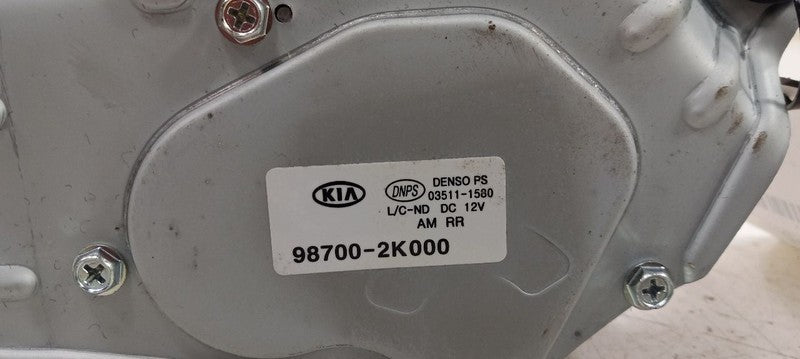 KIA DNPS DENSO PS
03511-1580
L/C-ND DC 12V
AM RR
98700-2K000